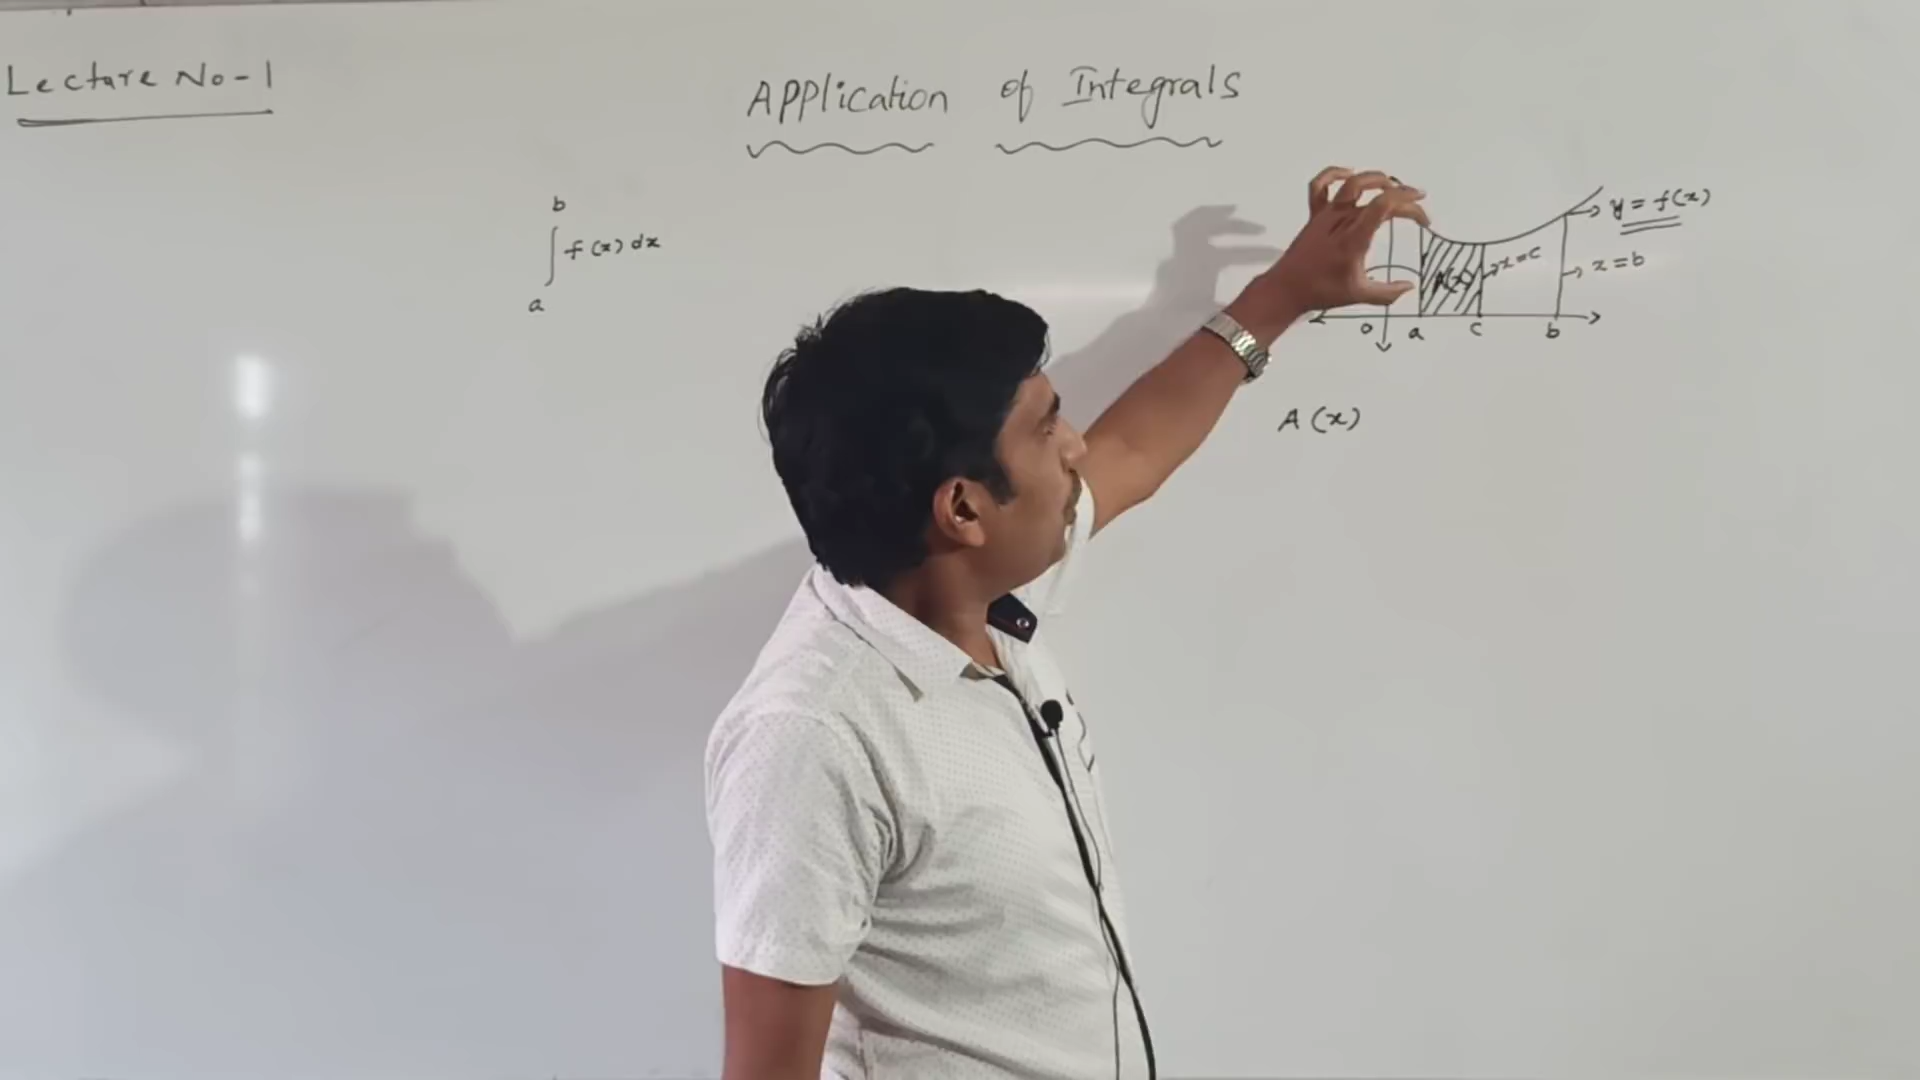 Lecture No-1
Application of Integrals
b
∫ f(x) dx
a
y = f(x)
x=c
x=b
A(x)
o a c b
A(x)